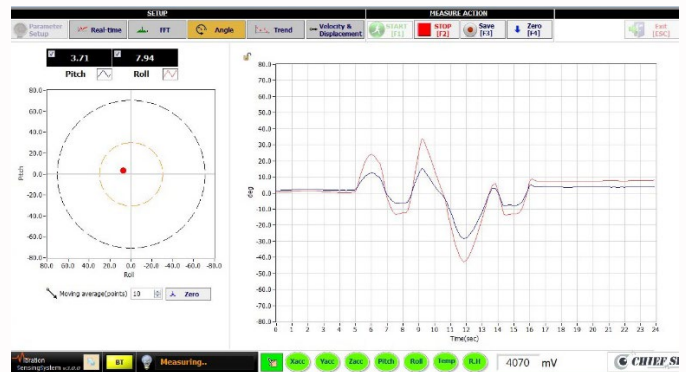 SETUP MEASURE ACTION
Parameter Setup Real-time FFT Angle Trend Velocity & Displacement START [F1] STOP [F2] Save [F3] Zero [F4] Exit [ESC]
3.71 7.94
Pitch Roll
80.0 60.0 40.0 20.0 0.0 -20.0 -40.0 -60.0 -80.0
Pitch
80.0 60.0 40.0 20.0 0.0 -20.0 -40.0 -60.0 -80.0
Roll
Moving average(points) 10 Zero
80.0 70.0 60.0 50.0 40.0 30.0 20.0 10.0 0.0 -10.0 -20.0 -30.0 -40.0 -50.0 -60.0 -70.0 -80.0
deg
0 1 2 3 4 5 6 7 8 9 10 11 12 13 14 15 16 17 18 19 20 21 22 23 24
Time(sec)
Vibration
SensingSystem v3.0.0 BT Measuring.. Xacc Yacc Zacc Pitch Roll Temp R.H 4070 mV CHIEF SI